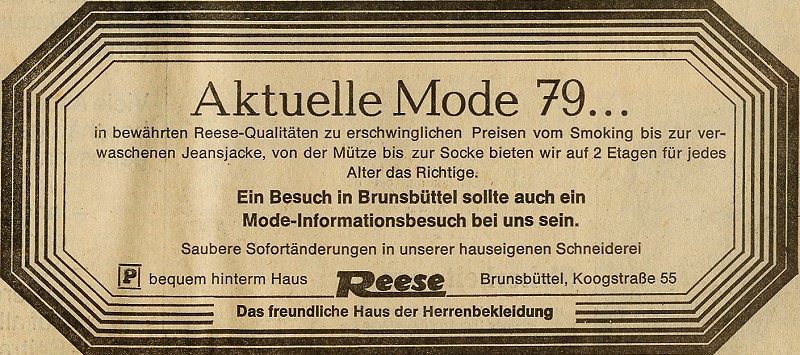 Aktuelle Mode 79...
in bewährten Reese-Qualitäten zu erschwinglichen Preisen vom Smoking bis zur ver-
waschenen Jeansjacke, von der Mütze bis zur Socke bieten wir auf 2 Etagen für jedes
Alter das Richtige.
Ein Besuch in Brunsbüttel sollte auch ein
Mode-Informationsbesuch bei uns sein.
Saubere Sofortänderungen in unserer hauseigenen Schneiderei
P bequem hinterm Haus Reese Brunsbüttel, Koogstraße 55
Das freundliche Haus der Herrenbekleidung